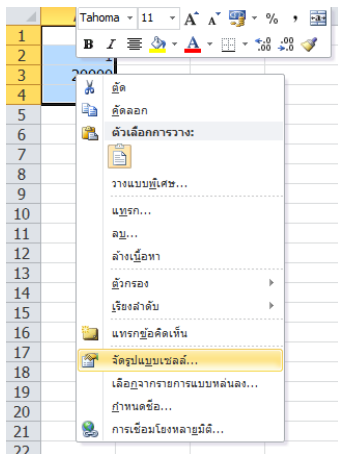 A
Tahoma 11 A A % ,
B I A .00 .0 .00
1
2 1
3 20000
4
5
6
7
8
9
10
11
12
13
14
15
16
17
18
19
20
21
22
ตัด
คัดลอก
ตัวเลือกการวาง:
วางแบบพิเศษ...
แทรก...
ลบ...
ล้างเนื้อหา
ตัวกรอง
เรียงลำดับ
แทรกข้อคิดเห็น
จัดรูปแบบเซลล์...
เลือกจากรายการแบบหล่นลง...
กำหนดชื่อ...
การเชื่อมโยงหลายมิติ...